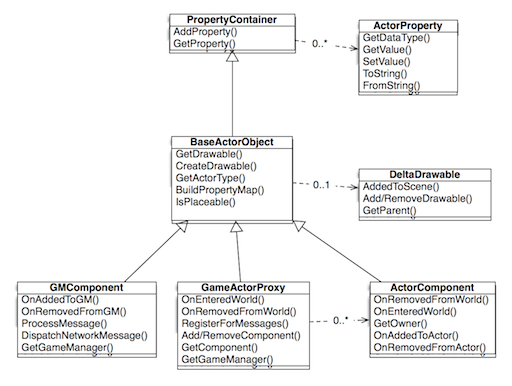 PropertyContainer
AddProperty()
GetProperty()
0..*
ActorProperty
GetDataType()
GetValue()
SetValue()
ToString()
FromString()
BaseActorObject
GetDrawable()
CreateDrawable()
GetActorType()
BuildPropertyMap()
IsPlaceable()
0..1
DeltaDrawable
AddedToScene()
Add/RemoveDrawable()
GetParent()
GMComponent
OnAddedToGM()
OnRemovedFromGM()
ProcessMessage()
DispatchNetworkMessage()
GetGameManager()
GameActorProxy
OnEnteredWorld()
OnRemovedFromWorld()
RegisterForMessages()
Add/RemoveComponent()
GetComponent()
GetGameManager()
0..*
ActorComponent
OnRemovedFromWorld()
OnEnteredWorld()
GetOwner()
OnAddedToActor()
OnRemovedFromActor()